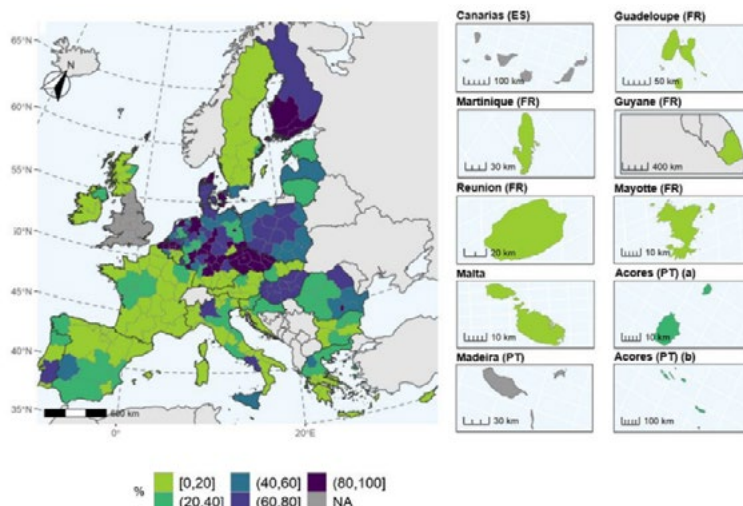 Canarias (ES)
100 km
Guadeloupe (FR)
50 km
Martinique (FR)
30 km
Guyane (FR)
400 km
Reunion (FR)
20 km
Mayotte (FR)
10 km
Malta
10 km
Acores (PT) (a)
10 km
Madeira (PT)
30 km
Acores (PT) (b)
100 km
65°N
N
60°N
55°N
50°N
45°N
40°N
35°N
600 km
0°
20°E
%
[0,20]
(40,60]
(80,100]
(20,40]
(60,80]
NA